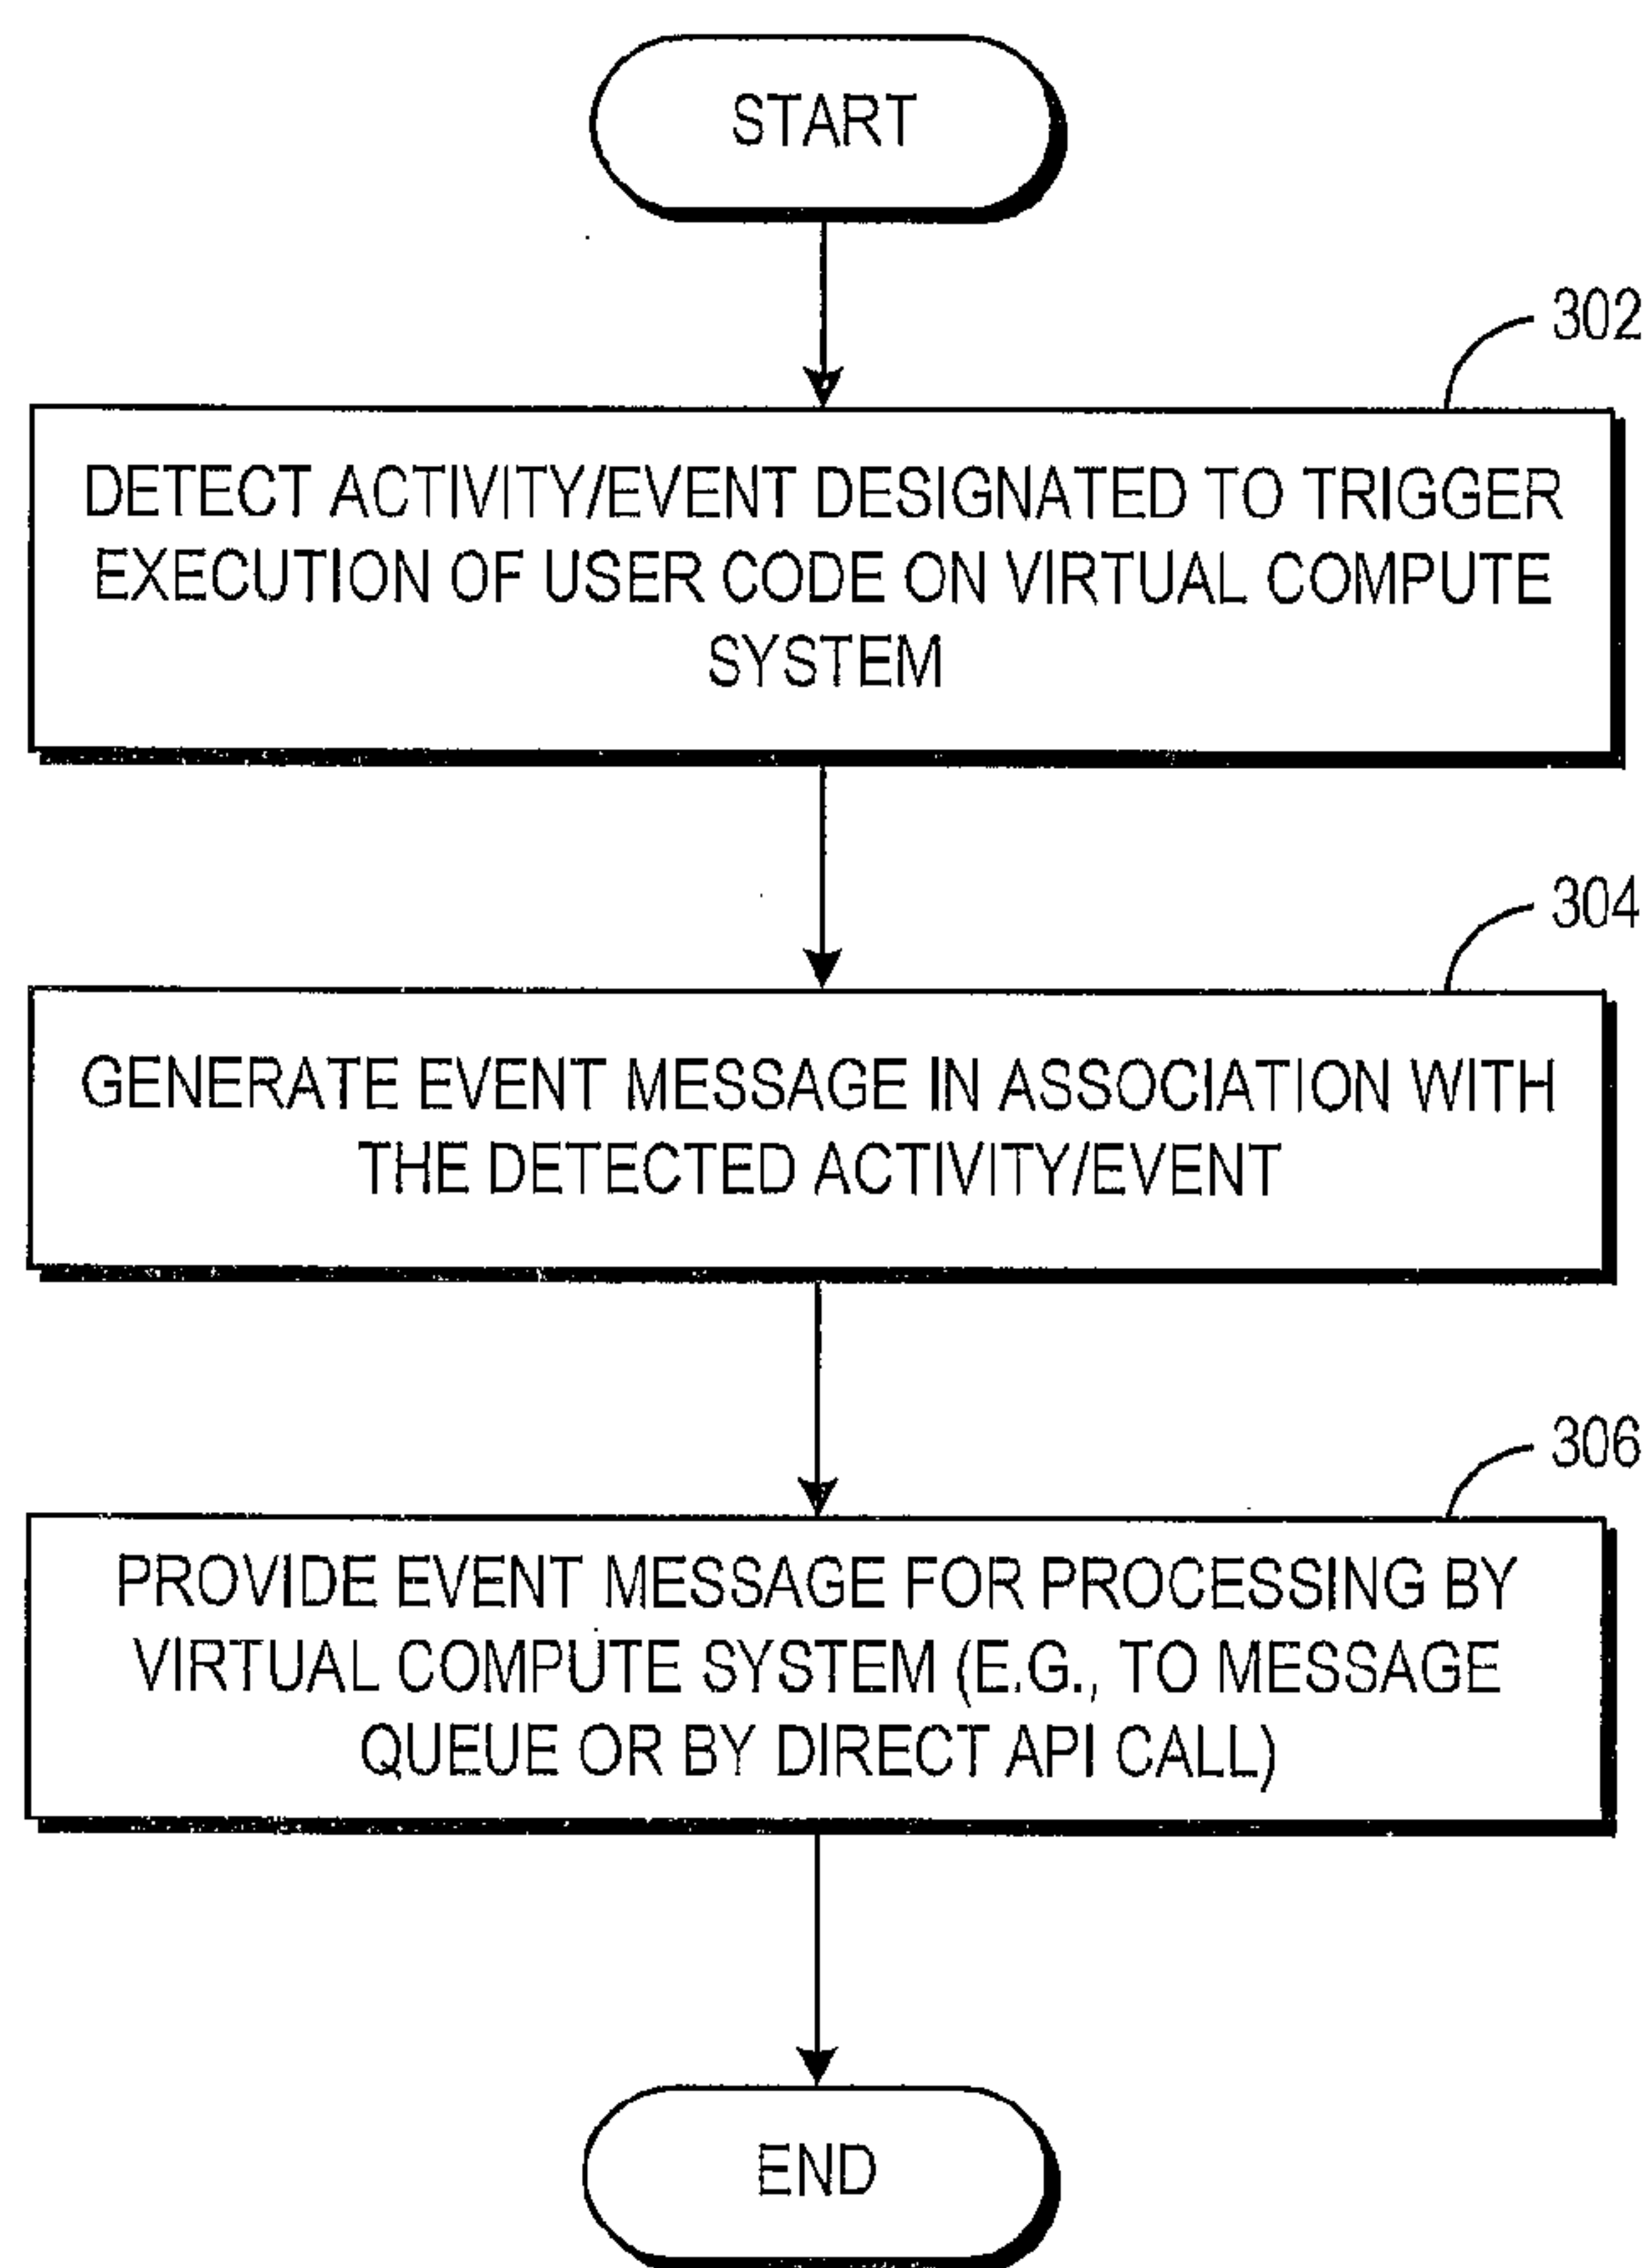 START
302
DETECT ACTIVITY/EVENT DESIGNATED TO TRIGGER
EXECUTION OF USER CODE ON VIRTUAL COMPUTE
SYSTEM
304
GENERATE EVENT MESSAGE IN ASSOCIATION WITH
THE DETECTED ACTIVITY/EVENT
306
PROVIDE EVENT MESSAGE FOR PROCESSING BY
VIRTUAL COMPUTE SYSTEM (E.G., TO MESSAGE
QUEUE OR BY DIRECT API CALL)
END